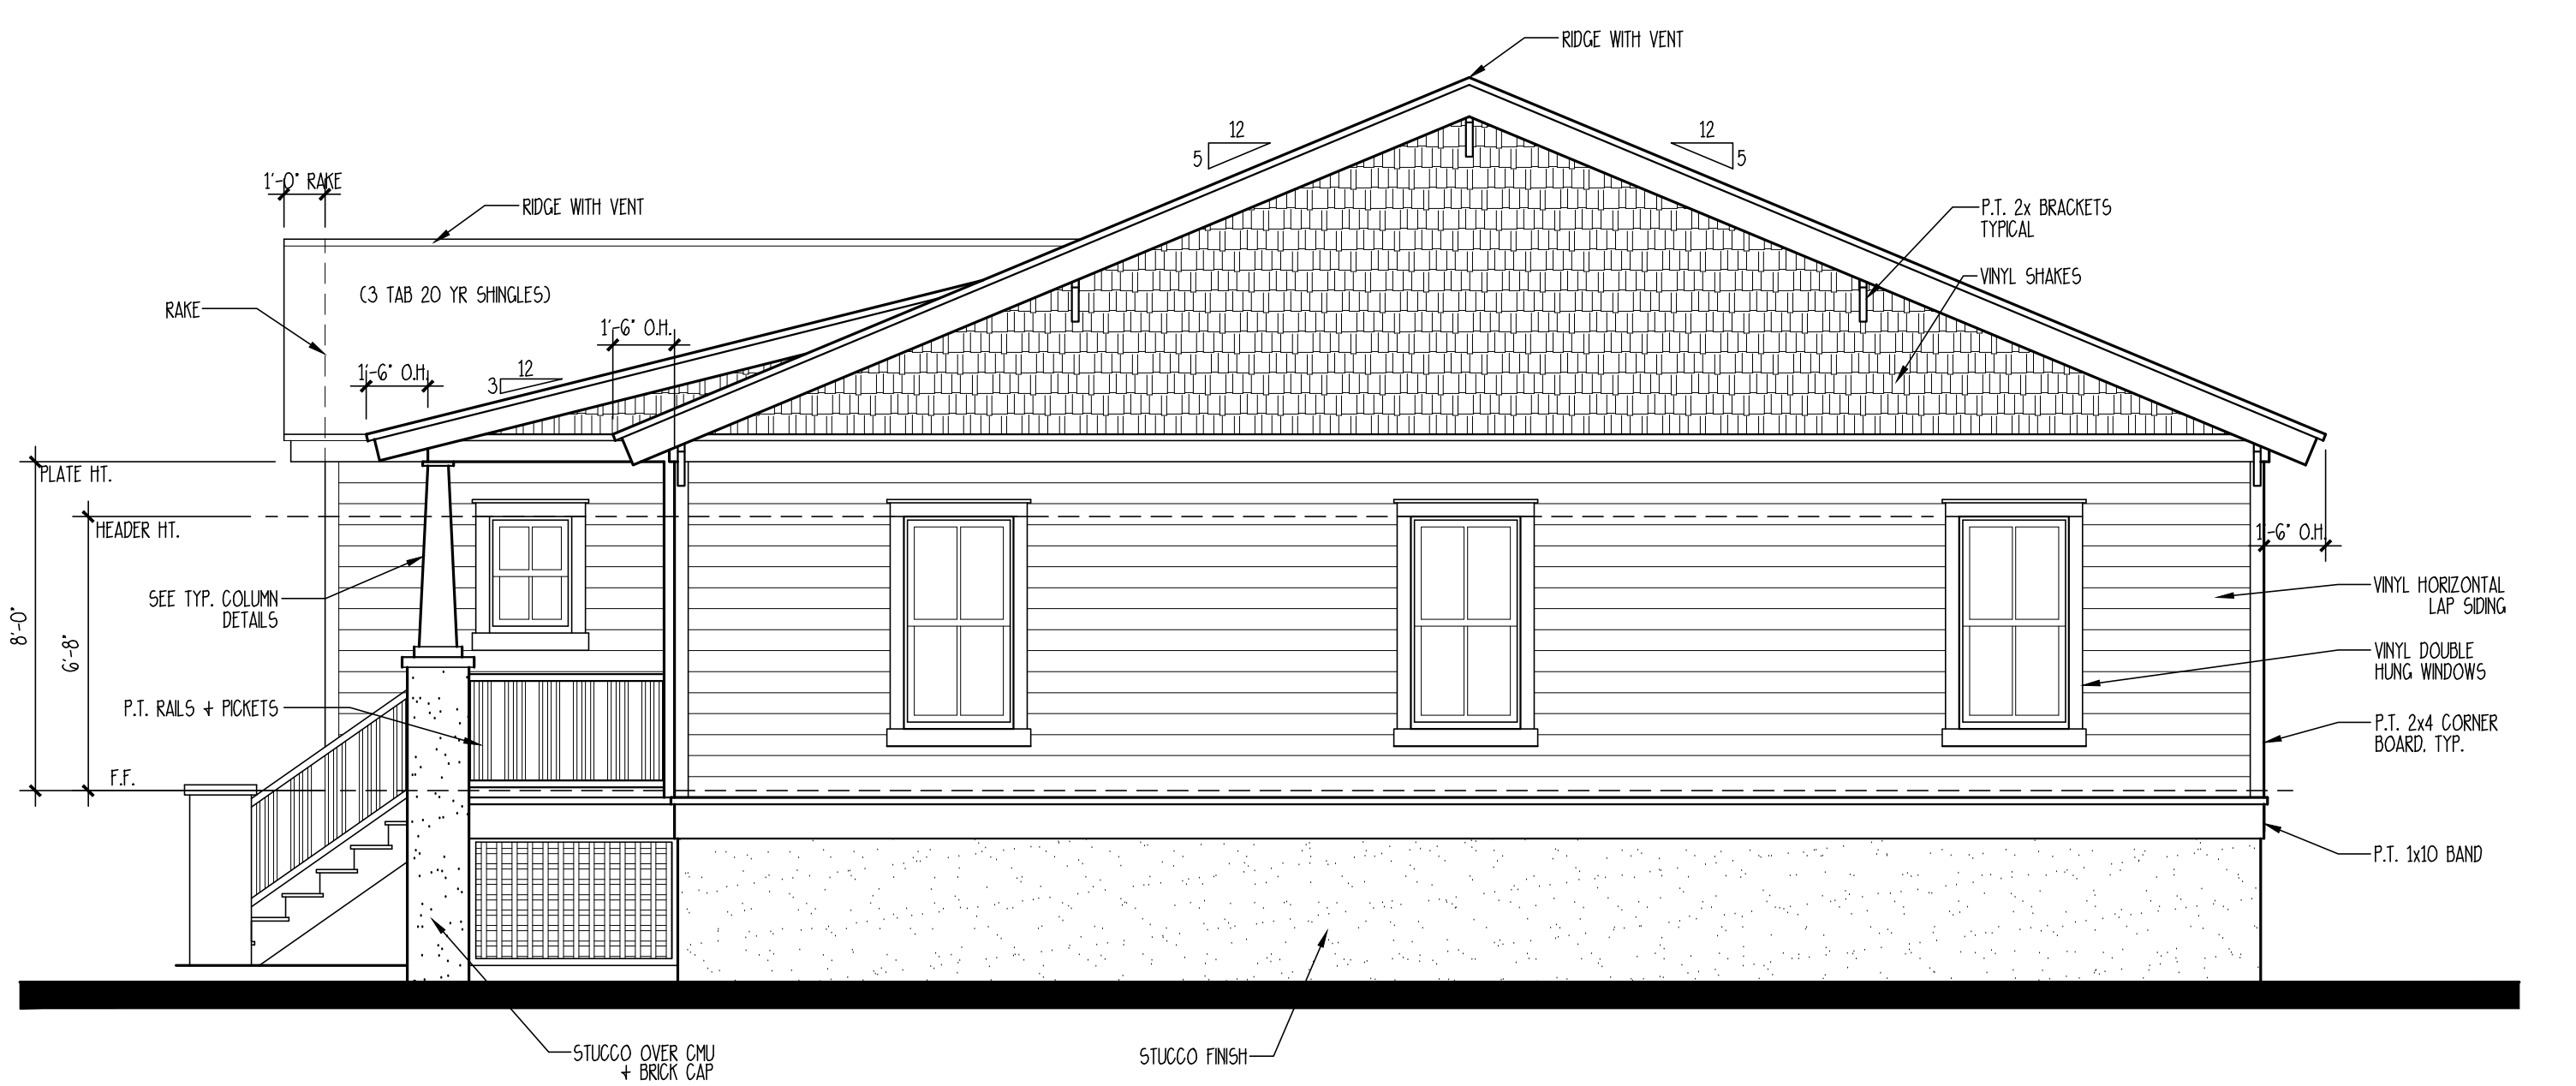 RIDGE WITH VENT
12
5
12
5
1'-0" RAKE
RIDGE WITH VENT
P.T. 2x BRACKETS
TYPICAL
VINYL SHAKES
(3 TAB 20 YR SHINGLES)
RAKE
1'-6" O.H.
1'-6" O.H.
12
3
PLATE HT.
HEADER HT.
1'-6" O.H.
SEE TYP. COLUMN
DETAILS
8'-0"
6'-8"
VINYL HORIZONTAL
LAP SIDING
VINYL DOUBLE
HUNG WINDOWS
P.T. RAILS + PICKETS
P.T. 2x4 CORNER
BOARD, TYP.
F.F.
P.T. 1x10 BAND
STUCCO OVER CMU
+ BRICK CAP
STUCCO FINISH